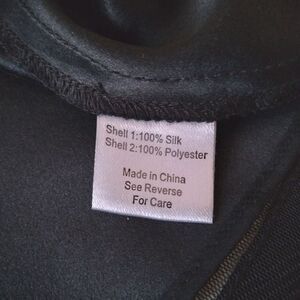 Shell 1:100% Silk
Shell 2:100% Polyester
Made in China
See Reverse
For Care